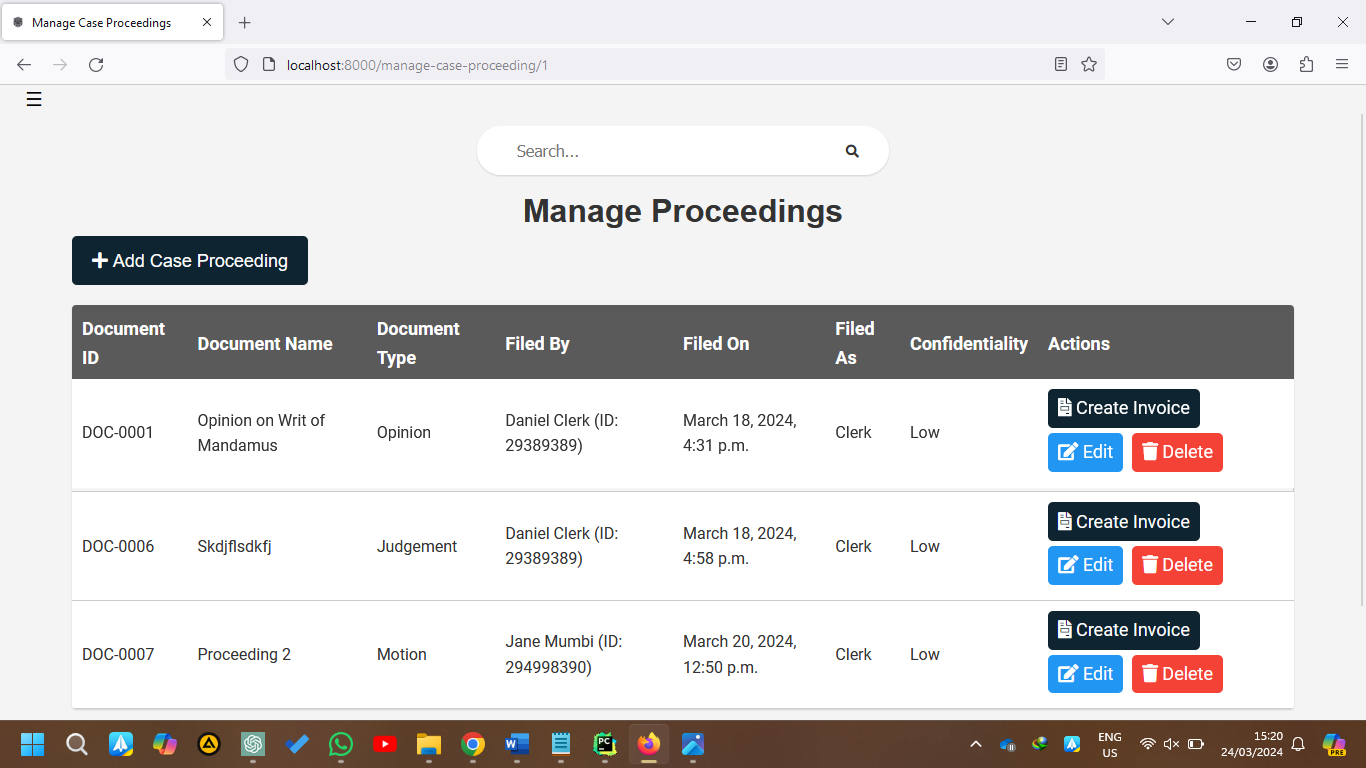 Manage Case Proceedings
localhost:8000/manage-case-proceeding/1
Search...
Manage Proceedings
Add Case Proceeding
Document ID Document Name Document Type Filed By Filed On Filed As Confidentiality Actions
DOC-0001 Opinion on Writ of Mandamus Opinion Daniel Clerk (ID: 29389389) March 18, 2024, 4:31 p.m. Clerk Low Create Invoice Edit Delete
DOC-0006 Skdjflsdkfj Judgement Daniel Clerk (ID: 29389389) March 18, 2024, 4:58 p.m. Clerk Low Create Invoice Edit Delete
DOC-0007 Proceeding 2 Motion Jane Mumbi (ID: 294998390) March 20, 2024, 12:50 p.m. Clerk Low Create Invoice Edit Delete
ENG
US
15:20
24/03/2024
W
PC
PRE